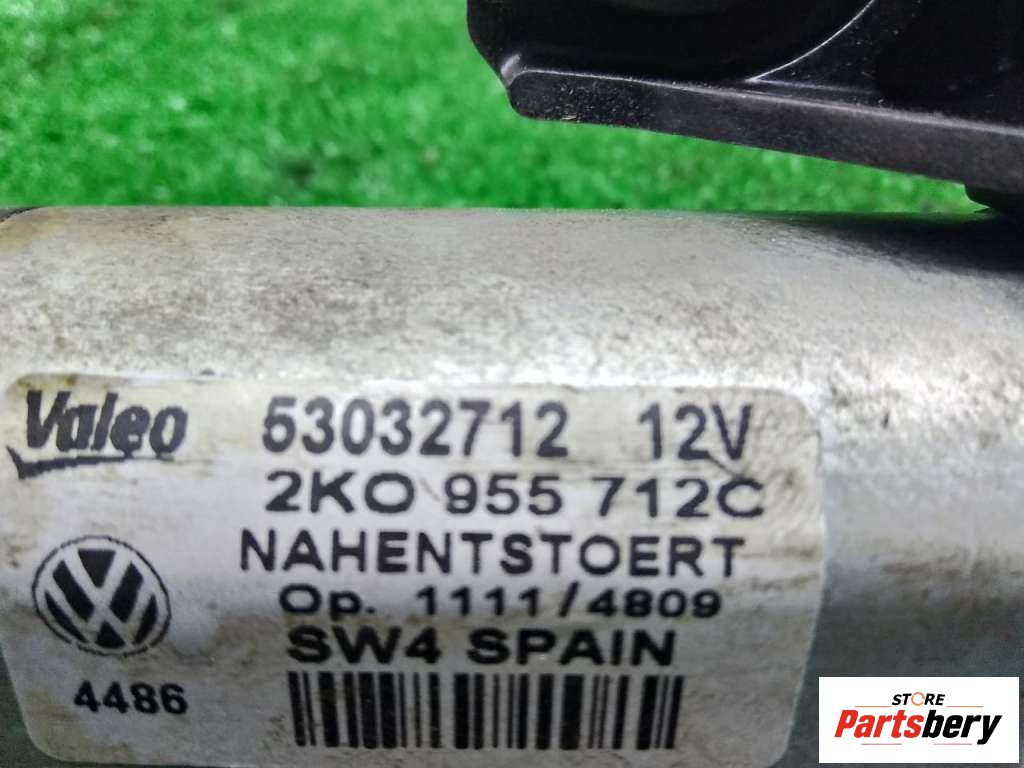 Valeo 53032712 12V
2KO 955 712C
NAHENTSTOERT
Op. 1111/4809
SW4 SPAIN
4486
STORE
Partsbery